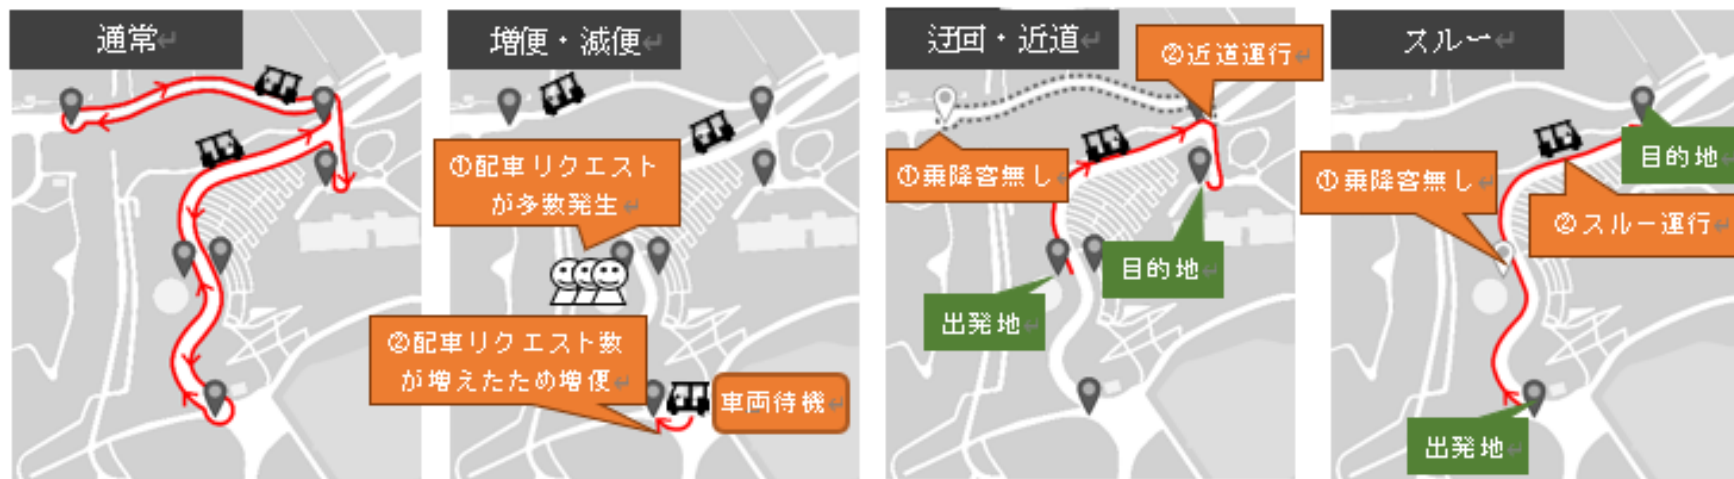 通常↵
増便・減便↵
①配車リクエスト
が多数発生↵
②配車リクエスト数
が増えたため増便↵
車両待機↵
迂回・近道↵
②近道運行↵
①乗降客無し↵
目的地↵
出発地↵
スルー↵
目的地↵
①乗降客無し↵
②スルー運行↵
出発地↵